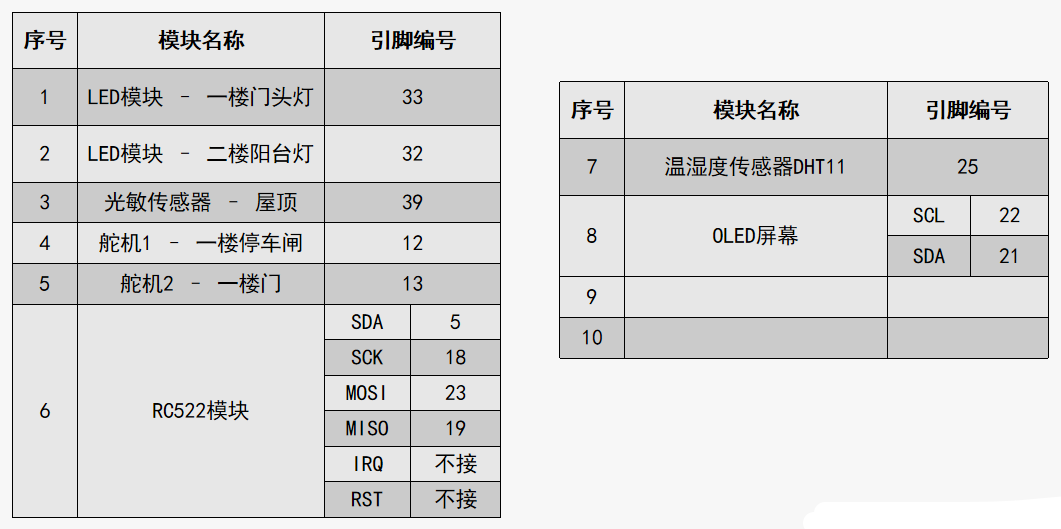 序号 模块名称 引脚编号
1 LED模块 - 一楼门头灯 33
2 LED模块 - 二楼阳台灯 32
3 光敏传感器 - 屋顶 39
4 舵机1 - 一楼停车闸 12
5 舵机2 - 一楼门 13
6 RC522模块
SDA 5
SCK 18
MOSI 23
MISO 19
IRQ 不接
RST 不接
序号 模块名称 引脚编号
7 温湿度传感器DHT11 25
8 OLED屏幕
SCL 22
SDA 21
9
10